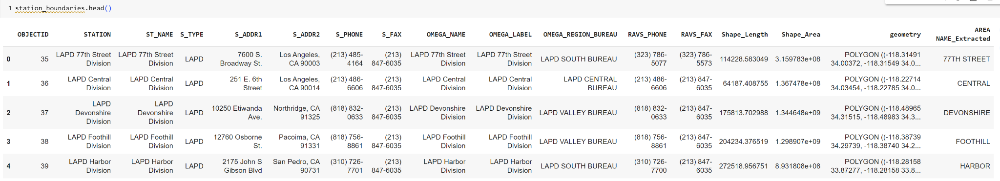 1 station_boundaries.head()
OBJECTID STATION ST_NAME S_TYPE S_ADDR1 S_ADDR2 S_PHONE S_FAX OMEGA_NAME OMEGA_LABEL OMEGA_REGION_BUREAU RAVS_PHONE RAVS_FAX Shape_Length Shape_Area geometry AREA
NAME_Extracted
0 35 LAPD 77th Street Division LAPD 77th Street Division LAPD 7600 S. Broadway St. Los Angeles, CA 90003 (213) 485-4164 (213) 847-6035 LAPD 77th Street Division LAPD 77th Street Division LAPD SOUTH BUREAU (323) 786-5077 (323) 786-5573 114228.583049 3.159783e+08 POLYGON ((-118.31491 34.00372, -118.31549 34.0... 77TH STREET
1 36 LAPD Central Division LAPD Central Division LAPD 251 E. 6th Street Los Angeles, CA 90014 (213) 486-6606 (213) 847-6035 LAPD Central Division LAPD Central Division LAPD CENTRAL BUREAU (213) 486-6606 (213) 847-6035 64187.408755 1.367478e+08 POLYGON ((-118.22714 34.03454, -118.22785 34.0... CENTRAL
2 37 LAPD Devonshire Division LAPD Devonshire Division LAPD 10250 Etiwanda Ave. Northridge, CA 91325 (818) 832-0633 (213) 847-6035 LAPD Devonshire Division LAPD Devonshire Division LAPD VALLEY BUREAU (818) 832-0633 (213) 847-6035 175813.702988 1.344648e+09 POLYGON ((-118.48965 34.31515, -118.48983 34.3... DEVONSHIRE
3 38 LAPD Foothill Division LAPD Foothill Division LAPD 12760 Osborne St. Pacoima, CA 91331 (818) 756-8861 (213) 847-6035 LAPD Foothill Division LAPD Foothill Division LAPD VALLEY BUREAU (818) 756-8861 (213) 847-6035 204234.376519 1.298907e+09 POLYGON ((-118.38739 34.29739, -118.38740 34.2... FOOTHILL
4 39 LAPD Harbor Division LAPD Harbor Division LAPD 2175 John S Gibson Blvd San Pedro, CA 90731 (310) 726-7701 (213) 847-6035 LAPD Harbor Division LAPD Harbor Division LAPD SOUTH BUREAU (310) 726-7700 (213) 847-6035 272518.956751 8.931808e+08 POLYGON ((-118.28158 33.87277, -118.28158 33.8... HARBOR